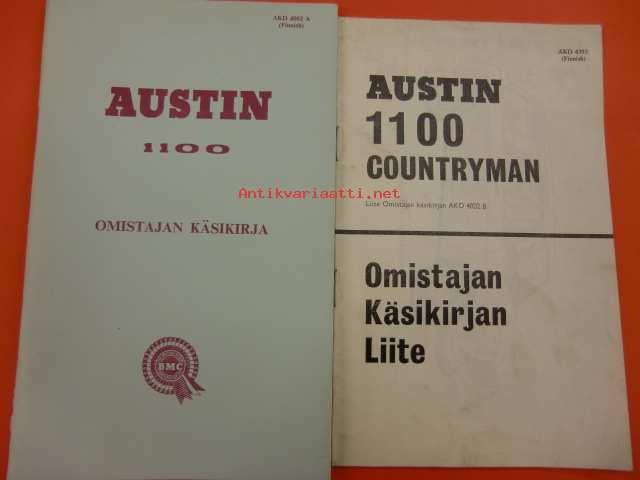 AKD 4002 A
(Finnish)
AUSTIN
1100
OMISTAJAN KÄSIKIRJA
BMC
AKD 4393
(Finnish)
AUSTIN
1100
COUNTRYMAN
Liite Omistajan käsikirjan AKD 4002 B
Omistajan
Käsikirjan
Liite
Antikvariaatti.net